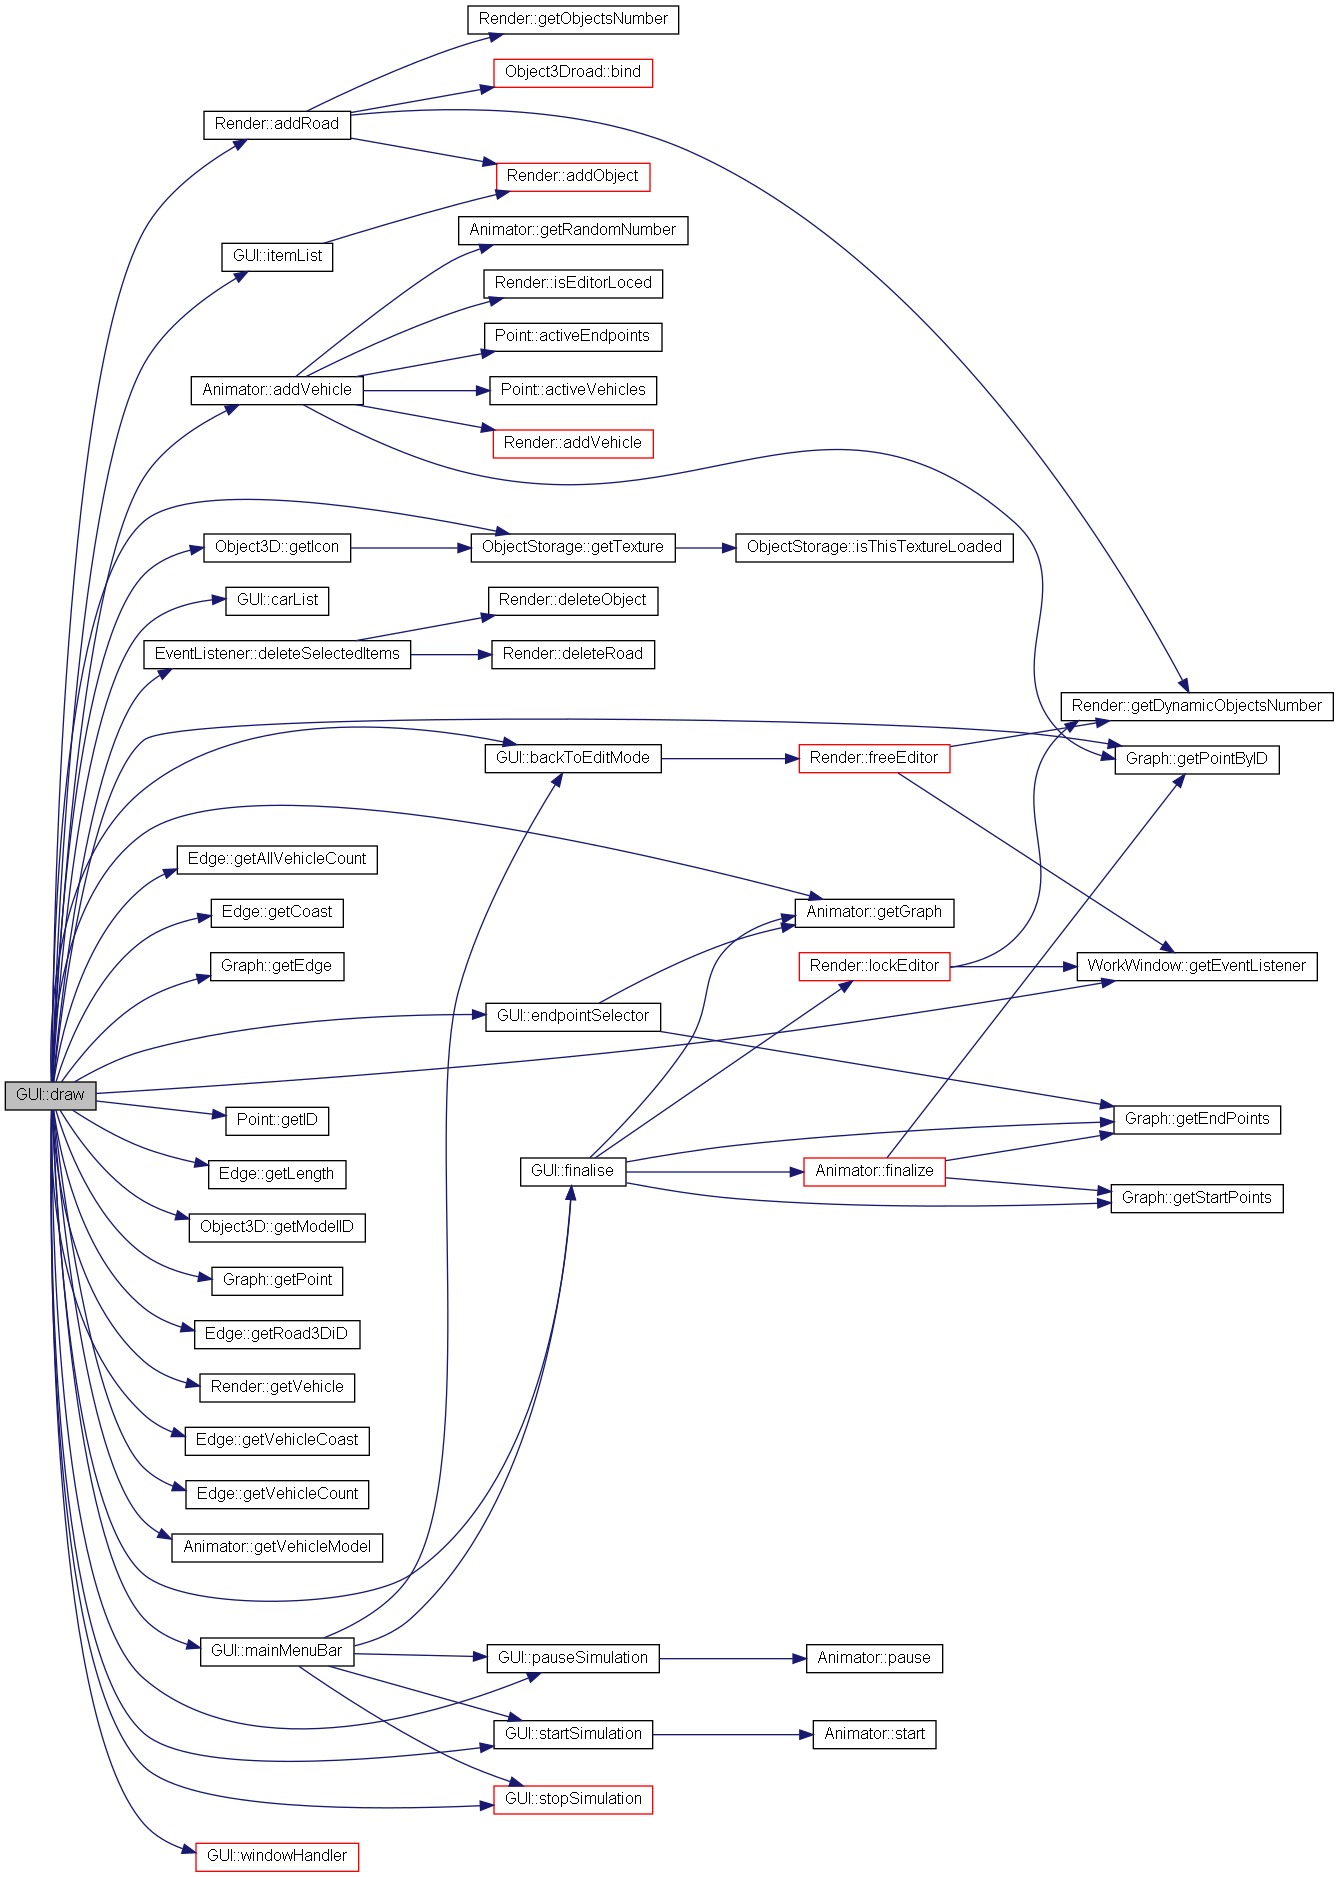 Render::getObjectsNumber
Object3Droad::bind
Render::addRoad
Render::addObject
Animator::getRandomNumber
GUI::itemList
Render::isEditorLoced
Point::activeEndpoints
Animator::addVehicle
Point::activeVehicles
Render::addVehicle
Object3D::getIcon
ObjectStorage::getTexture
ObjectStorage::isThisTextureLoaded
GUI::carList
Render::deleteObject
EventListener::deleteSelectedItems
Render::deleteRoad
Render::getDynamicObjectsNumber
GUI::backToEditMode
Render::freeEditor
Graph::getPointByID
Edge::getAllVehicleCount
Edge::getCoast
Animator::getGraph
Graph::getEdge
Render::lockEditor
WorkWindow::getEventListener
GUI::endpointSelector
GUI::draw
Point::getID
Graph::getEndPoints
Edge::getLength
GUI::finalise
Animator::finalize
Graph::getStartPoints
Object3D::getModelID
Graph::getPoint
Edge::getRoad3DiD
Render::getVehicle
Edge::getVehicleCoast
Edge::getVehicleCount
Animator::getVehicleModel
GUI::mainMenuBar
GUI::pauseSimulation
Animator::pause
GUI::startSimulation
Animator::start
GUI::stopSimulation
GUI::windowHandler